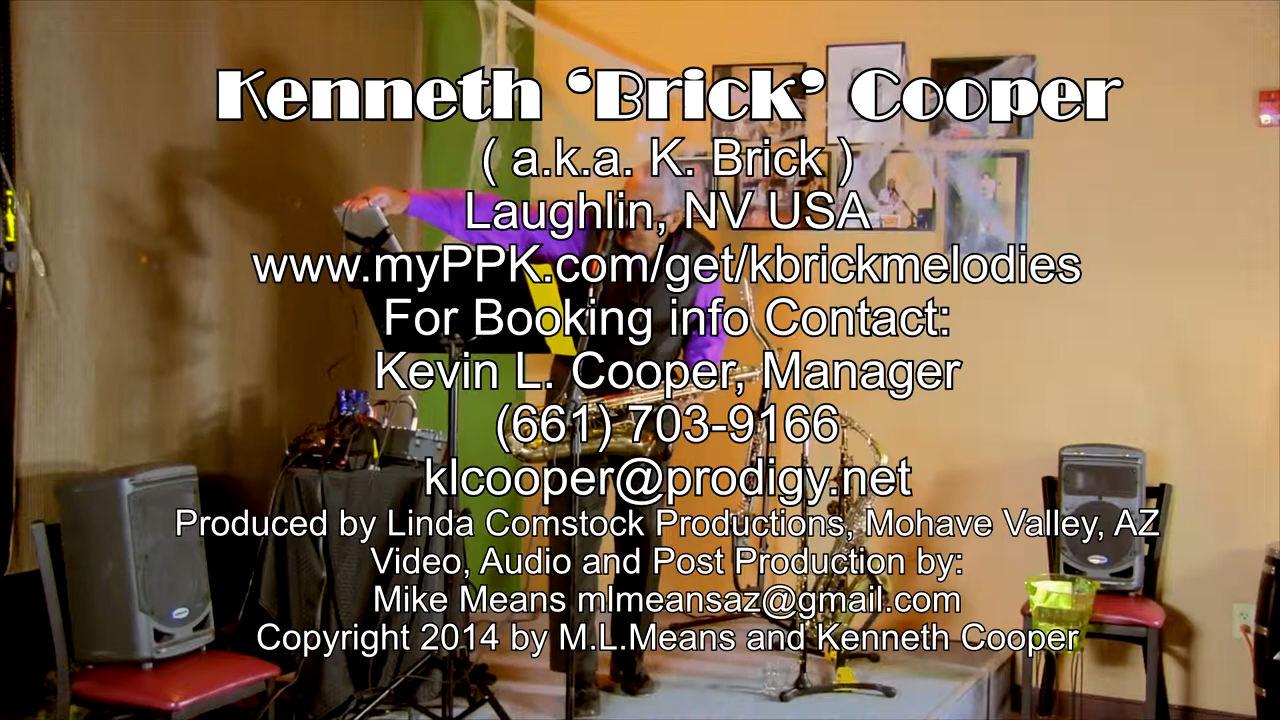 Kenneth ‘Brick’ Cooper
( a.k.a. K. Brick )
Laughlin, NV USA
www.myPPK.com/get/kbrickmelodies
For Booking info Contact:
Kevin L. Cooper, Manager
(661) 703-9166
klcooper@prodigy.net
Produced by Linda Comstock Productions, Mohave Valley, AZ
Video, Audio and Post Production by:
Mike Means mlmeansaz@gmail.com
Copyright 2014 by M.L.Means and Kenneth Cooper